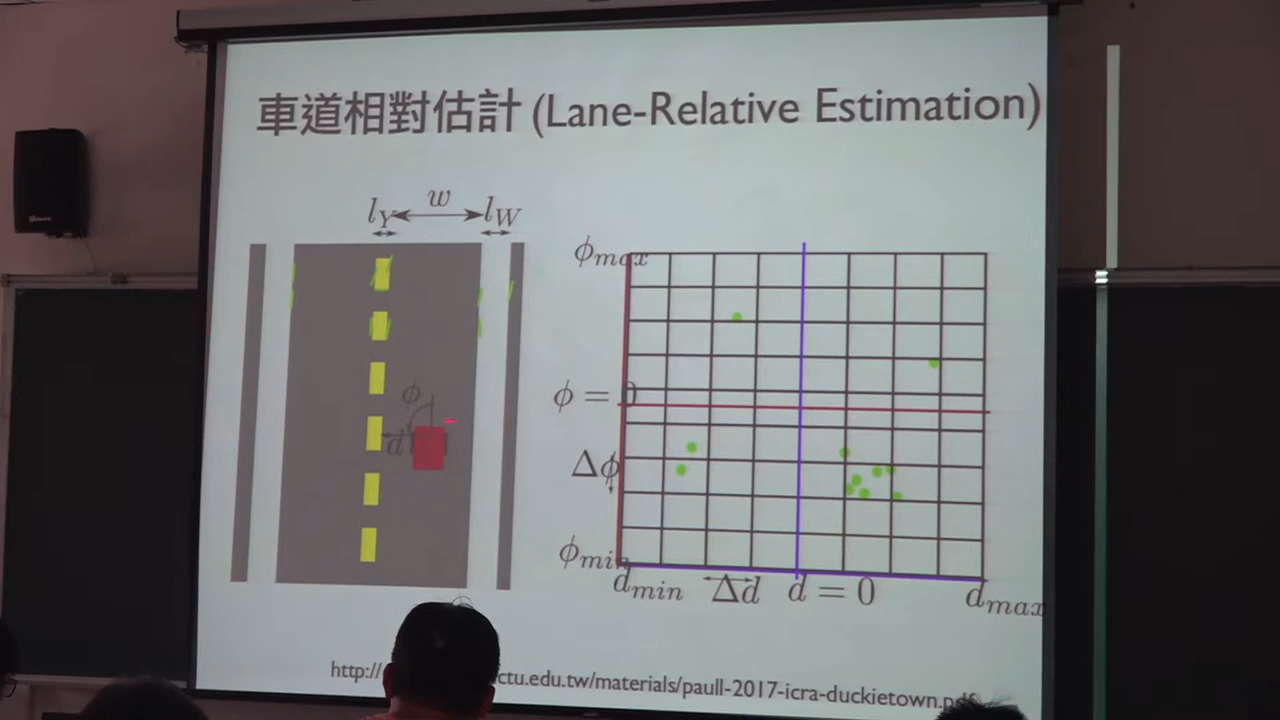 車道相對估計 (Lane-Relative Estimation)
w
l_Y l_W
ϕ
d
ϕ_max
ϕ = 0
Δϕ
ϕ_min
d_min Δd d = 0 d_max
http:// ctu.edu.tw/materials/paull-2017-icra-duckietown.pdf